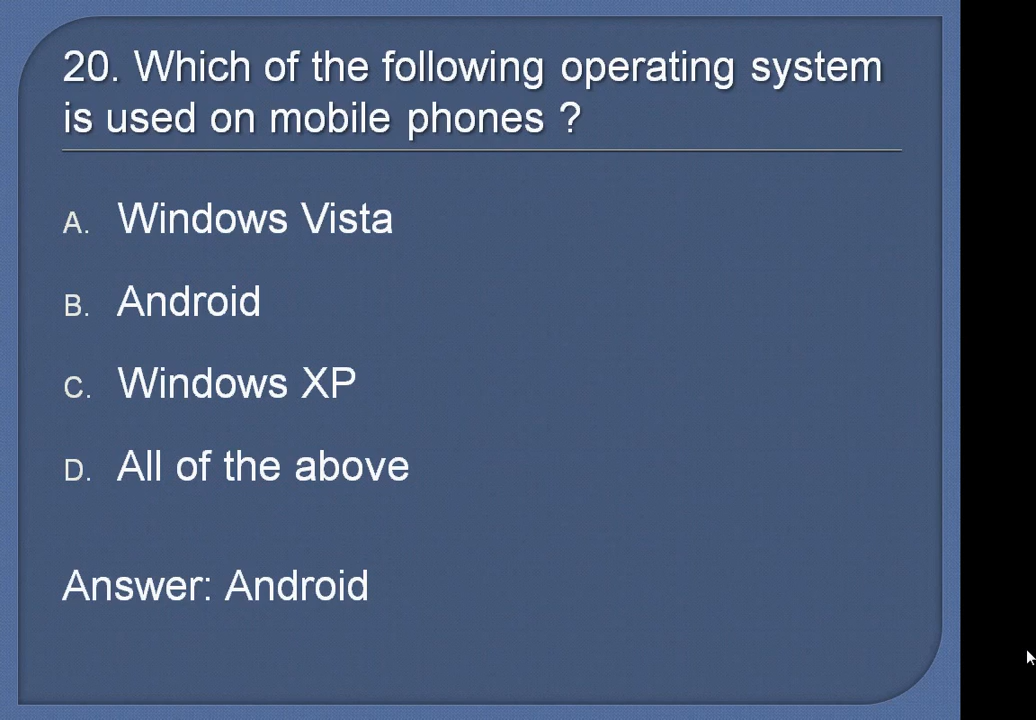 20. Which of the following operating system
is used on mobile phones ?
A. Windows Vista
B. Android
C. Windows XP
D. All of the above
Answer: Android